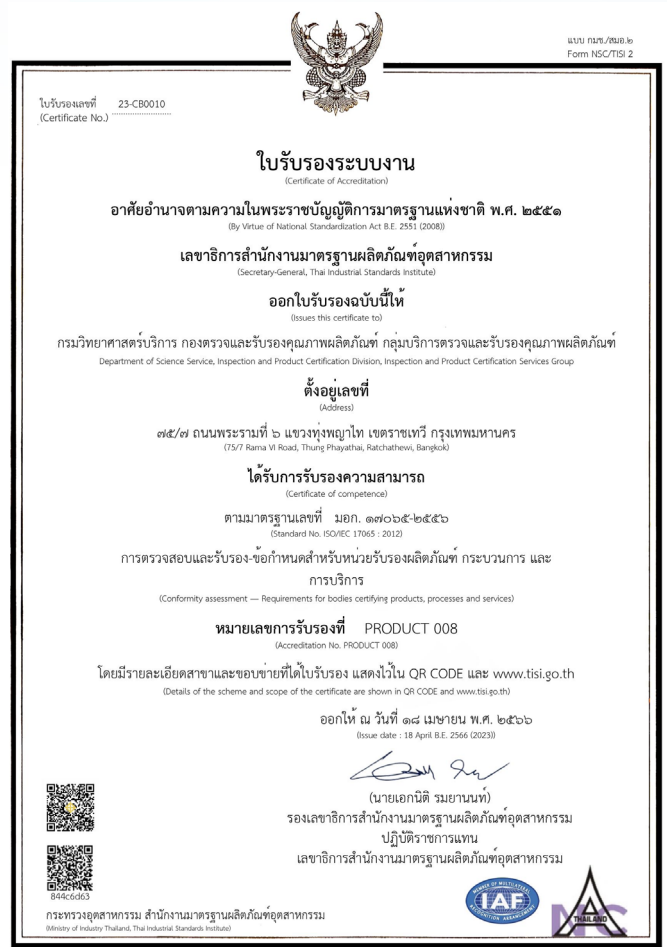 แบบ กมช./สมอ.๒
Form NSC/TISI 2
ใบรับรองเลขที่ 23-CB0010
(Certificate No.)
ใบรับรองระบบงาน
(Certificate of Accreditation)
อาศัยอำนาจตามความในพระราชบัญญัติการมาตรฐานแห่งชาติ พ.ศ. ๒๕๕๑
(By Virtue of National Standardization Act B.E. 2551 (2008))
เลขาธิการสำนักงานมาตรฐานผลิตภัณฑ์อุตสาหกรรม
(Secretary-General, Thai Industrial Standards Institute)
ออกใบรับรองฉบับนี้ให้
(Issues this certificate to)
กรมวิทยาศาสตร์บริการ กองตรวจและรับรองคุณภาพผลิตภัณฑ์ กลุ่มบริการตรวจและรับรองคุณภาพผลิตภัณฑ์
Department of Science Service, Inspection and Product Certification Division, Inspection and Product Certification Services Group
ตั้งอยู่เลขที่
(Address)
๗๕/๗ ถนนพระรามที่ ๖ แขวงทุ่งพญาไท เขตราชเทวี กรุงเทพมหานคร
(75/7 Rama VI Road, Thung Phayathai, Ratchathewi, Bangkok)
ได้รับการรับรองความสามารถ
(Certificate of competence)
ตามมาตรฐานเลขที่ มอก. ๑๗๐๖๕-๒๕๕๖
(Standard No. ISO/IEC 17065 : 2012)
การตรวจสอบและรับรอง-ข้อกำหนดสำหรับหน่วยรับรองผลิตภัณฑ์ กระบวนการ และ
การบริการ
(Conformity assessment — Requirements for bodies certifying products, processes and services)
หมายเลขการรับรองที่ PRODUCT 008
(Accreditation No. PRODUCT 008)
โดยมีรายละเอียดสาขาและขอบข่ายที่ได้ใบรับรอง แสดงไว้ใน QR CODE และ www.tisi.go.th
(Details of the scheme and scope of the certificate are shown in QR CODE and www.tisi.go.th)
ออกให้ ณ วันที่ ๑๘ เมษายน พ.ศ. ๒๕๖๖
(Issue date : 18 April B.E. 2566 (2023))
(นายเอกนิติ รมยานนท์)
รองเลขาธิการสำนักงานมาตรฐานผลิตภัณฑ์อุตสาหกรรม
ปฏิบัติราชการแทน
เลขาธิการสำนักงานมาตรฐานผลิตภัณฑ์อุตสาหกรรม
844c6d63
กระทรวงอุตสาหกรรม สำนักงานมาตรฐานผลิตภัณฑ์อุตสาหกรรม
(Ministry of Industry Thailand, Thai Industrial Standards Institute)
MEMBER OF MULTILATERAL
IAF
RECOGNITION ARRANGEMENT
THAILAND
NC